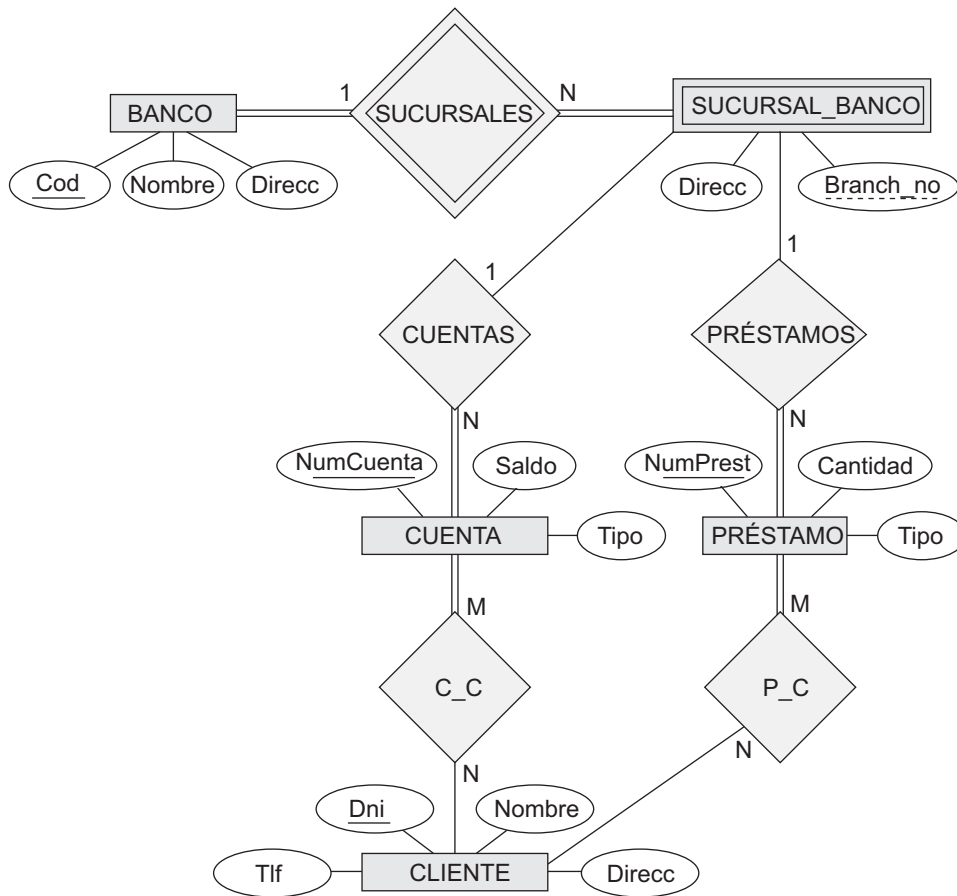 1
N
BANCO
SUCURSALES
SUCURSAL_BANCO
Cod
Nombre
Direcc
Direcc
Branch_no
1
1
CUENTAS
PRÉSTAMOS
N
N
NumCuenta
Saldo
NumPrest
Cantidad
CUENTA
Tipo
PRÉSTAMO
Tipo
M
M
C_C
P_C
N
N
Dni
Nombre
Tlf
CLIENTE
Direcc